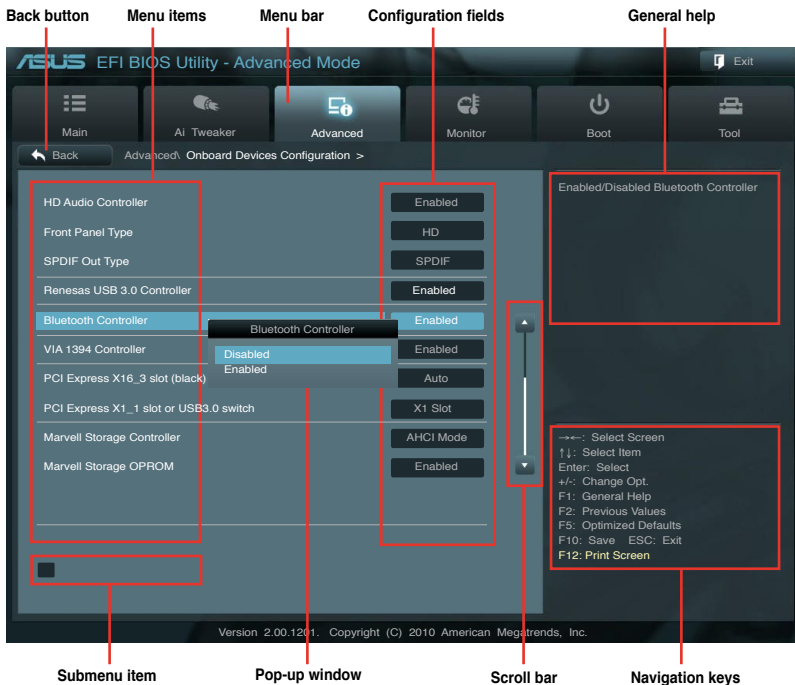 Back button Menu items Menu bar Configuration fields General help
ASUS EFI BIOS Utility - Advanced Mode Exit
Main Ai Tweaker Advanced Monitor Boot Tool
Back Advanced\ Onboard Devices Configuration >
Enabled/Disabled Bluetooth Controller
HD Audio Controller Enabled
Front Panel Type HD
SPDIF Out Type SPDIF
Renesas USB 3.0 Controller Enabled
Bluetooth Controller Enabled
Bluetooth Controller
Disabled
Enabled
VIA 1394 Controller Enabled
PCI Express X16_3 slot (black) Auto
PCI Express X1_1 slot or USB3.0 switch X1 Slot
Marvell Storage Controller AHCI Mode
Marvell Storage OPROM Enabled
→←: Select Screen
↑↓: Select Item
Enter: Select
+/-: Change Opt.
F1: General Help
F2: Previous Values
F5: Optimized Defaults
F10: Save ESC: Exit
F12: Print Screen
Version 2.00.1201. Copyright (C) 2010 American Megatrends, Inc.
Submenu item Pop-up window Scroll bar Navigation keys